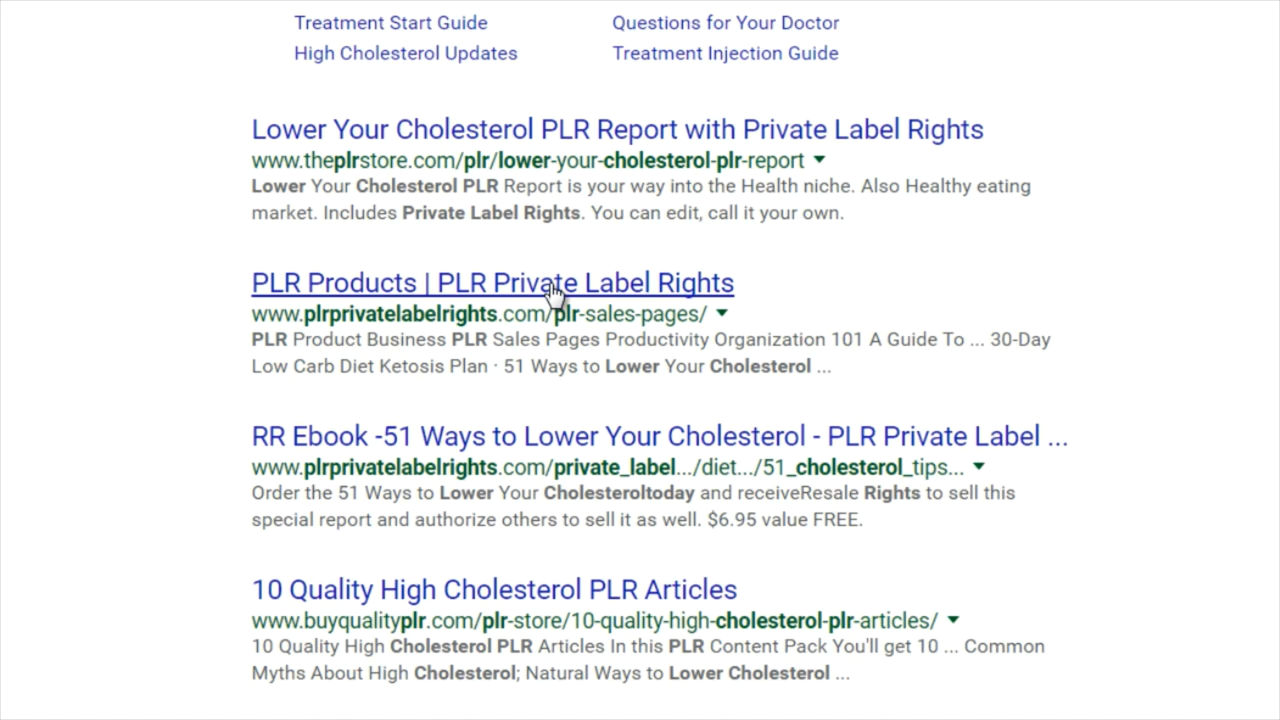 Treatment Start Guide Questions for Your Doctor
High Cholesterol Updates Treatment Injection Guide
Lower Your Cholesterol PLR Report with Private Label Rights
www.theplrstore.com/plr/lower-your-cholesterol-plr-report
Lower Your Cholesterol PLR Report is your way into the Health niche. Also Healthy eating
market. Includes Private Label Rights. You can edit, call it your own.
PLR Products | PLR Private Label Rights
www.plrprivatelabelrights.com/plr-sales-pages/
PLR Product Business PLR Sales Pages Productivity Organization 101 A Guide To ... 30-Day
Low Carb Diet Ketosis Plan · 51 Ways to Lower Your Cholesterol ...
RR Ebook -51 Ways to Lower Your Cholesterol - PLR Private Label ...
www.plrprivatelabelrights.com/private_label.../diet.../51_cholesterol_tips...
Order the 51 Ways to Lower Your Cholesteroltoday and receiveResale Rights to sell this
special report and authorize others to sell it as well. $6.95 value FREE.
10 Quality High Cholesterol PLR Articles
www.buyqualityplr.com/plr-store/10-quality-high-cholesterol-plr-articles/
10 Quality High Cholesterol PLR Articles In this PLR Content Pack You'll get 10 ... Common
Myths About High Cholesterol; Natural Ways to Lower Cholesterol ...